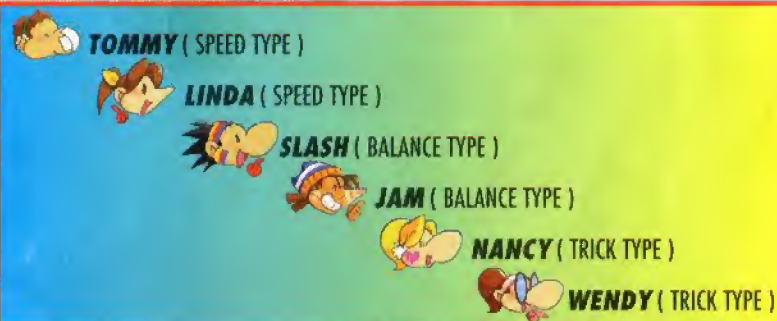 TOMMY ( SPEED TYPE )
LINDA ( SPEED TYPE )
SLASH ( BALANCE TYPE )
JAM ( BALANCE TYPE )
NANCY ( TRICK TYPE )
WENDY ( TRICK TYPE )